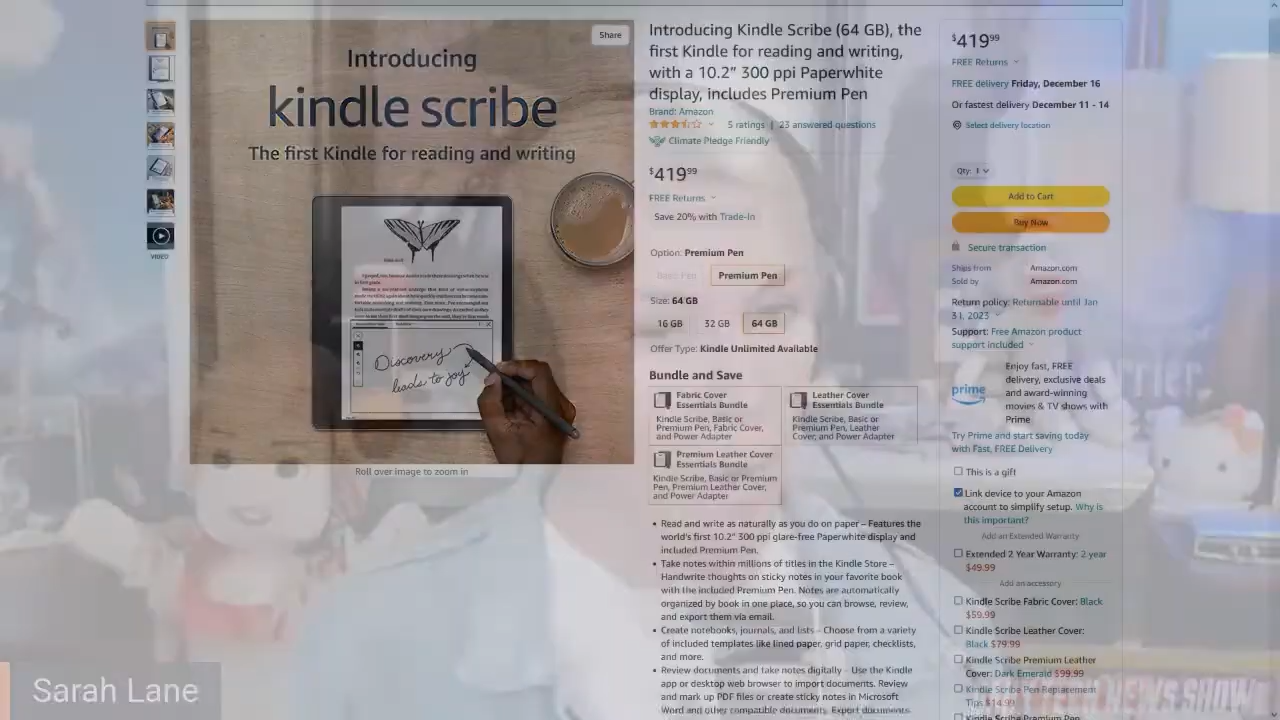 Share
Introducing
kindle scribe
The first Kindle for reading and writing
Discovery
leads to joy
Roll over image to zoom in
VIDEO
Introducing Kindle Scribe (64 GB), the
first Kindle for reading and writing,
with a 10.2” 300 ppi Paperwhite
display, includes Premium Pen
Brand: Amazon
5 ratings | 23 answered questions
Climate Pledge Friendly
$419.99
FREE Returns
Save 20% with Trade-In
Option: Premium Pen
Basic Pen
Premium Pen
Size: 64 GB
16 GB 32 GB 64 GB
Offer Type: Kindle Unlimited Available
Bundle and Save
Fabric Cover
Essentials Bundle
Kindle Scribe, Basic or
Premium Pen, Fabric Cover,
and Power Adapter
Leather Cover
Essentials Bundle
Kindle Scribe, Basic or
Premium Pen, Leather
Cover, and Power Adapter
Premium Leather Cover
Essentials Bundle
Kindle Scribe, Basic or Premium
Pen, Premium Leather Cover,
and Power Adapter
Read and write as naturally as you do on paper – Features the
world's first 10.2” 300 ppi glare-free Paperwhite display and
included Premium Pen.
Take notes within millions of titles in the Kindle Store –
Handwrite thoughts on sticky notes in your favorite book
with the included Premium Pen. Notes are automatically
organized by book in one place, so you can browse, review,
and export them via email.
Create notebooks, journals, and lists – Choose from a variety
of included templates like lined paper, grid paper, checklists,
and more.
Review documents and take notes digitally – Use the Kindle
app or desktop web browser to import documents. Review
and mark up PDF files or create sticky notes in Microsoft
Word and other compatible documents. Export documents
$419.99
FREE Returns
FREE delivery Friday, December 16
Or fastest delivery December 11 - 14
Select delivery location
Qty: 1
Add to Cart
Buy Now
Secure transaction
Ships from Amazon.com
Sold by Amazon.com
Return policy: Returnable until Jan
31, 2023
Support: Free Amazon product
support included
prime
Enjoy fast, FREE
delivery, exclusive deals
and award-winning
movies & TV shows with
Prime
Try Prime and start saving today
with Fast, FREE Delivery
This is a gift
Link device to your Amazon
account to simplify setup. Why is
this important?
Add an Extended Warranty
Extended 2 Year Warranty: 2 year
$49.99
Add an accessory
Kindle Scribe Fabric Cover: Black
$59.99
Kindle Scribe Leather Cover:
Black $79.99
Kindle Scribe Premium Leather
Cover: Dark Emerald $99.99
Kindle Scribe Pen Replacement
Tips $14.99
Kindle Scribe Premium Pen
NEWS SHOW
Sarah Lane